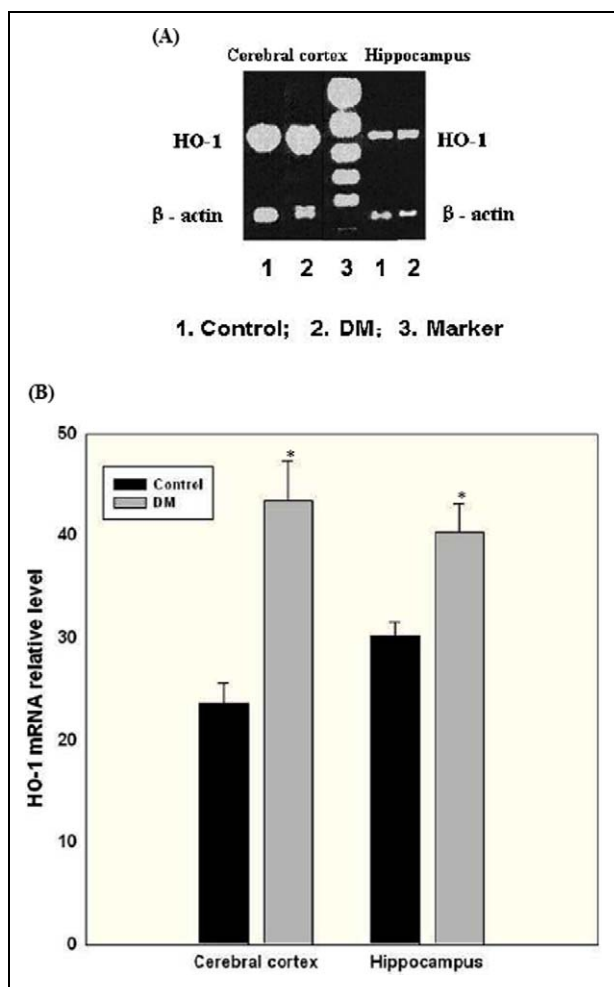 (A)
Cerebral cortex Hippocampus
HO-1 HO-1
β - actin β - actin
1 2 3 1 2
1. Control; 2. DM; 3. Marker
(B)
50
40
30
20
10
0
HO-1 mRNA relative level
Control
DM
*
*
Cerebral cortex Hippocampus